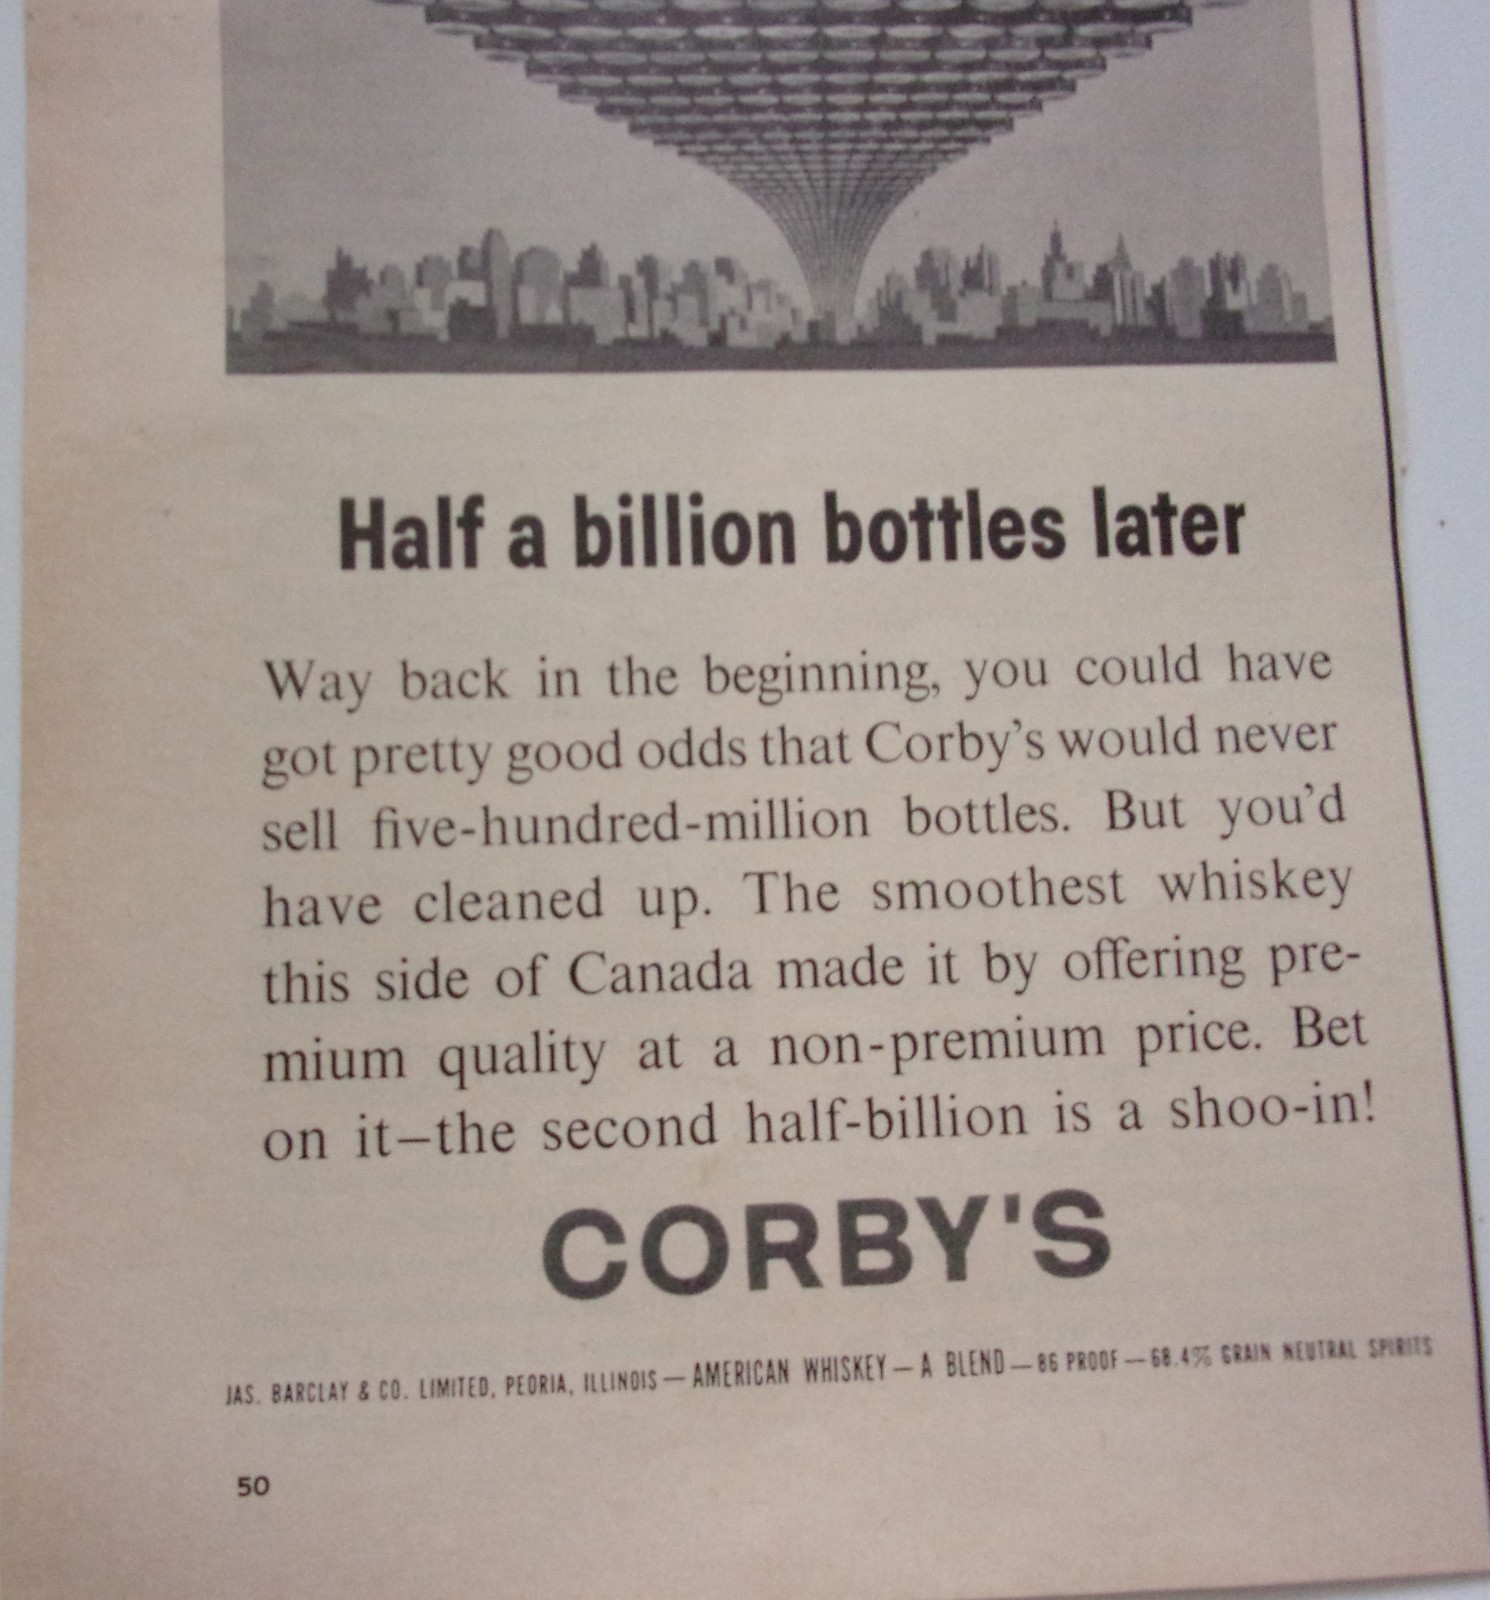 Half a billion bottles later
Way back in the beginning, you could have
got pretty good odds that Corby's would never
sell five-hundred-million bottles. But you'd
have cleaned up. The smoothest whiskey
this side of Canada made it by offering pre-
mium quality at a non-premium price. Bet
on it—the second half-billion is a shoo-in!
CORBY'S
JAS. BARCLAY & CO. LIMITED, PEORIA, ILLINOIS — AMERICAN WHISKEY — A BLEND — 86 PROOF — 68.4% GRAIN NEUTRAL SPIRITS
50